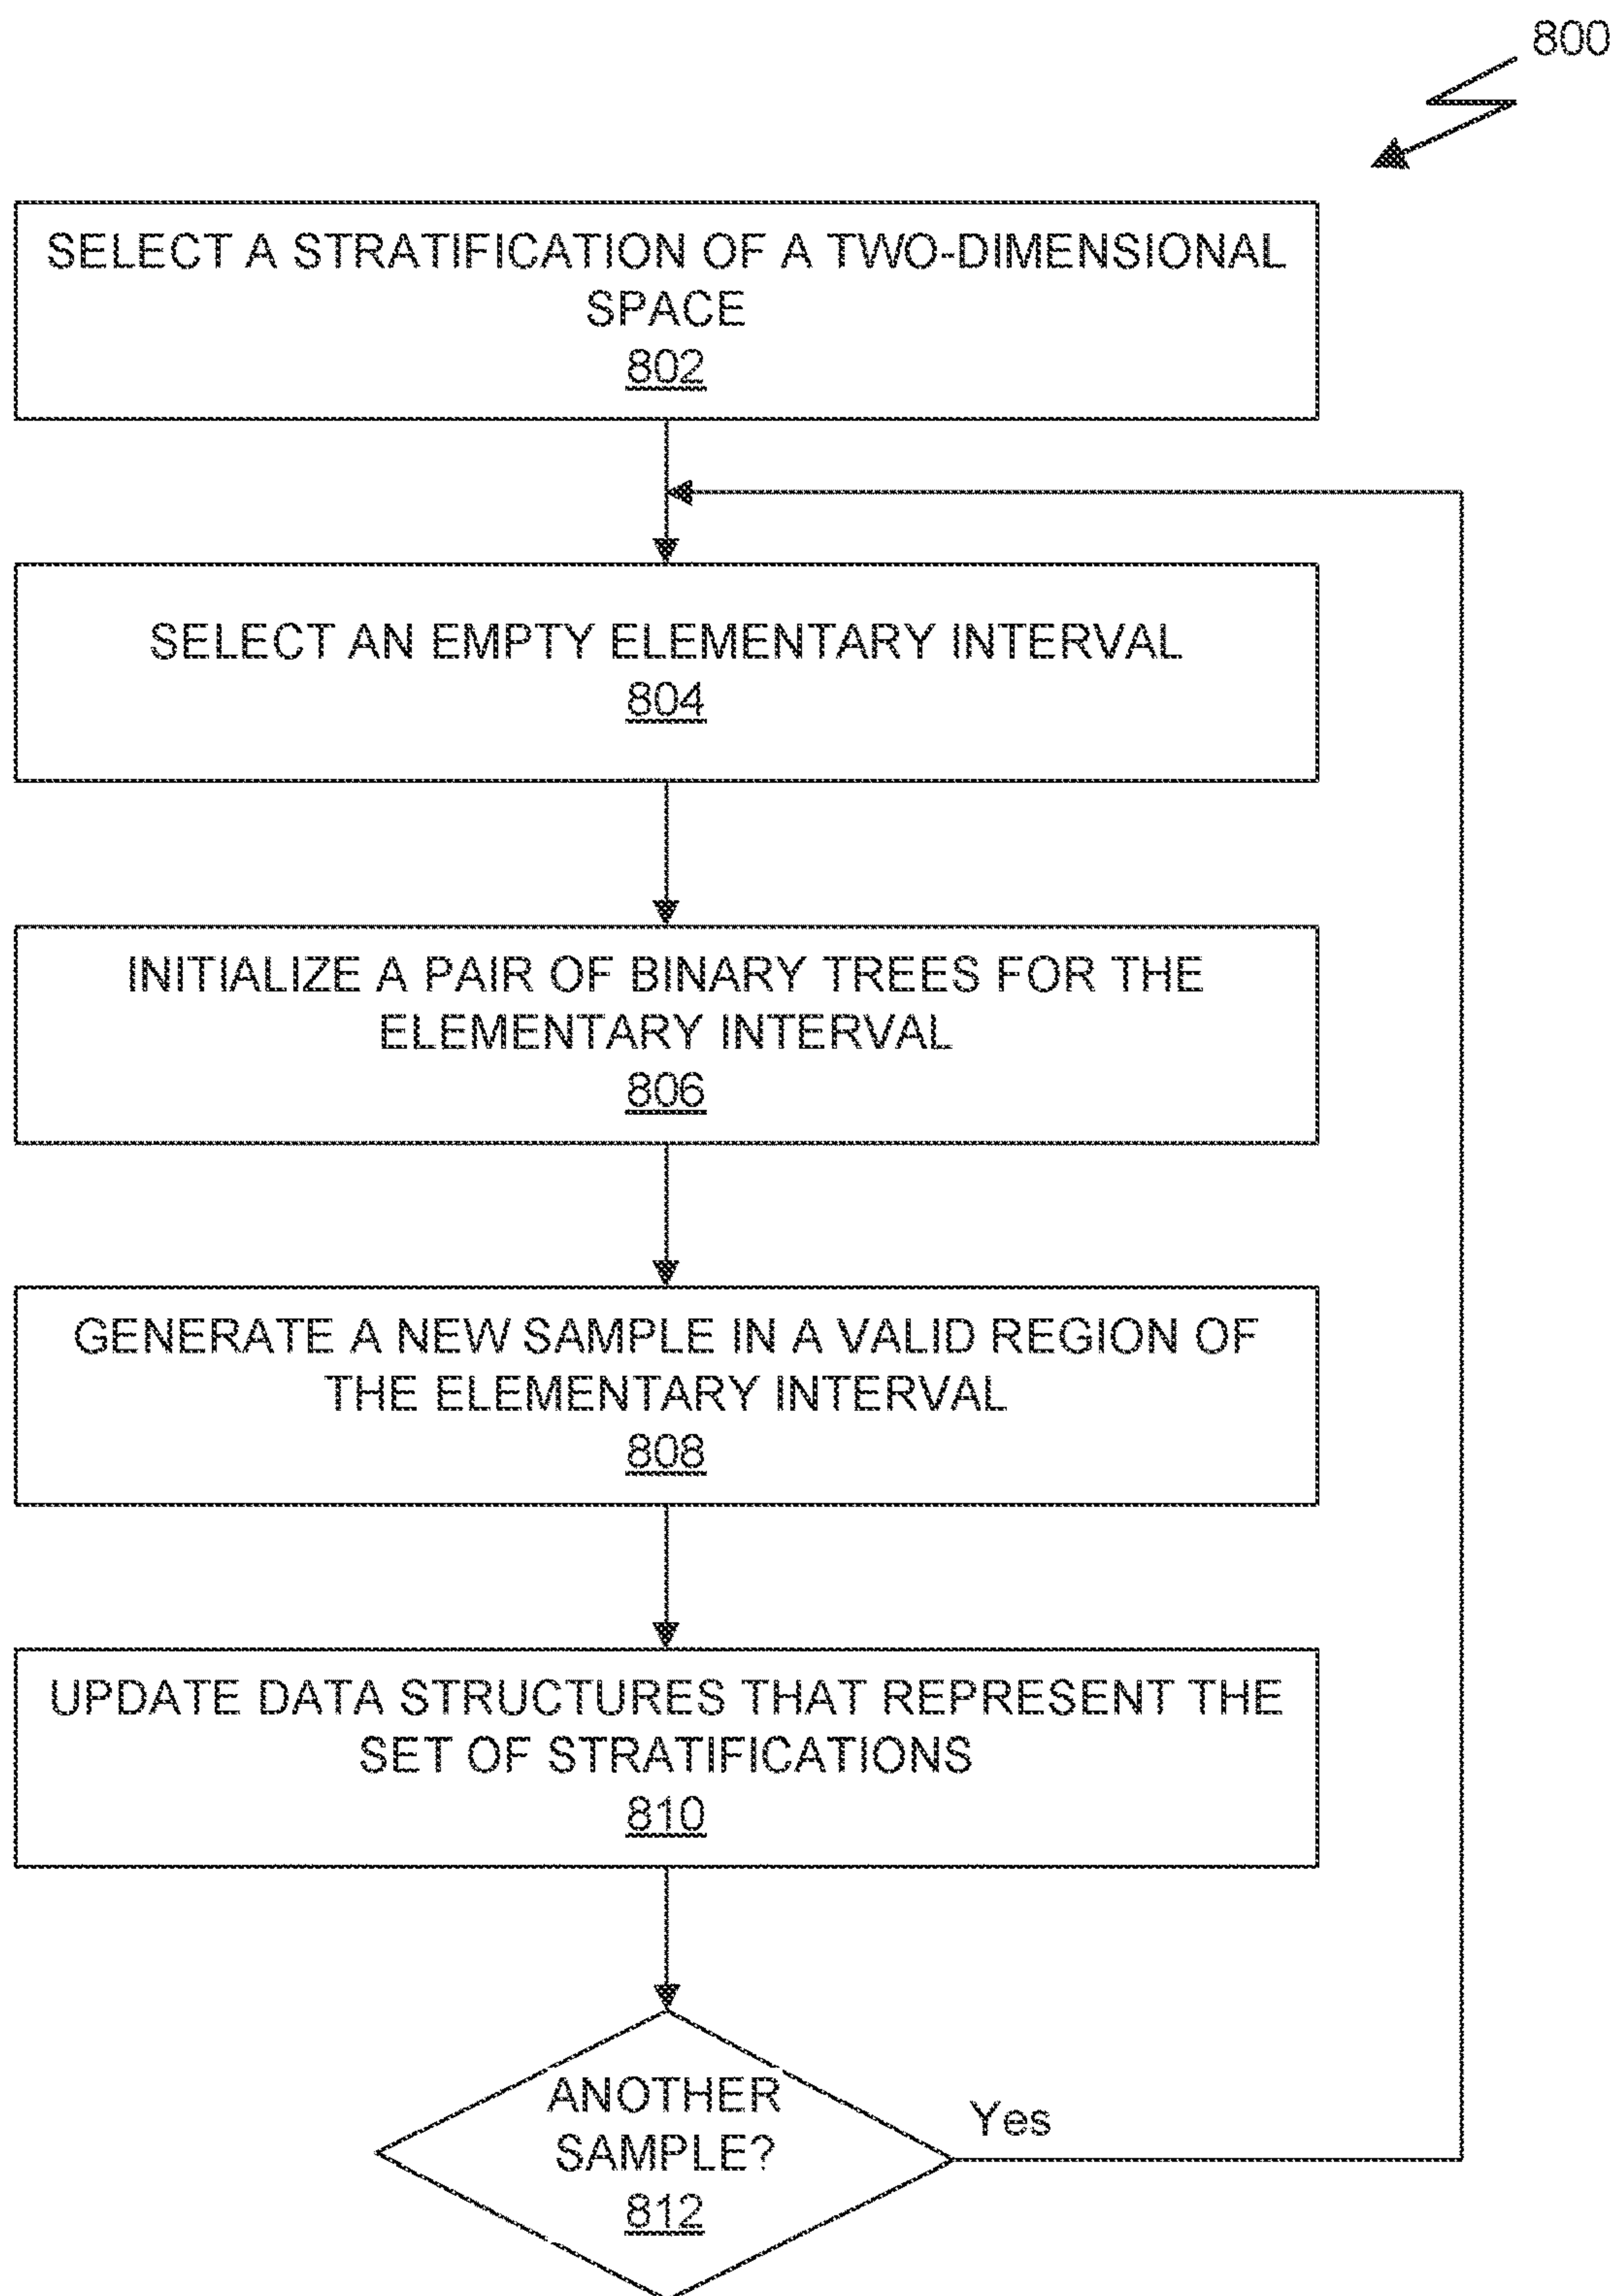 800
SELECT A STRATIFICATION OF A TWO-DIMENSIONAL
SPACE
802
SELECT AN EMPTY ELEMENTARY INTERVAL
804
INITIALIZE A PAIR OF BINARY TREES FOR THE
ELEMENTARY INTERVAL
806
GENERATE A NEW SAMPLE IN A VALID REGION OF
THE ELEMENTARY INTERVAL
808
UPDATE DATA STRUCTURES THAT REPRESENT THE
SET OF STRATIFICATIONS
810
ANOTHER
SAMPLE?
812
Yes